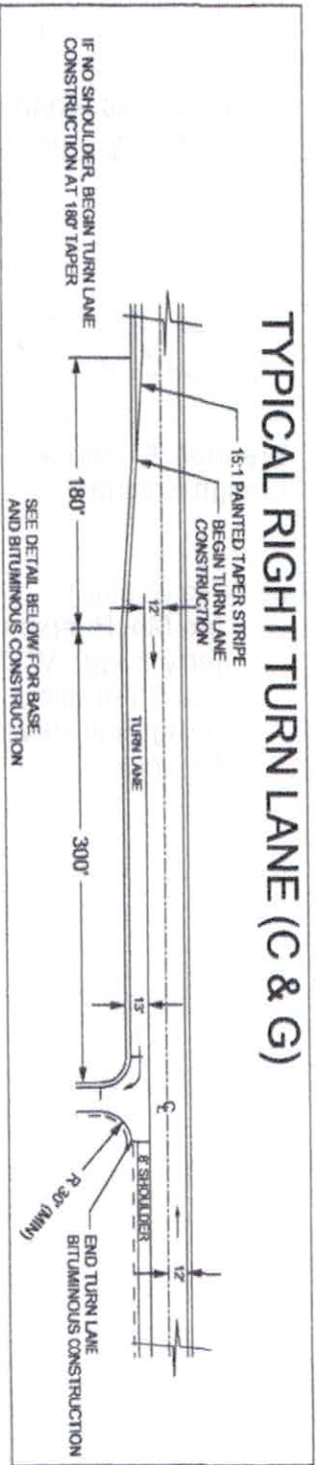 TYPICAL RIGHT TURN LANE (C & G)
15:1 PAINTED TAPER STRIPE
BEGIN TURN LANE
CONSTRUCTION
IF NO SHOULDER, BEGIN TURN LANE
CONSTRUCTION AT 180' TAPER
12'
TURN LANE
180'
300'
13'
CL
12'
8' SHOULDER
R 30' (MIN)
END TURN LANE
BITUMINOUS CONSTRUCTION
SEE DETAIL BELOW FOR BASE
AND BITUMINOUS CONSTRUCTION